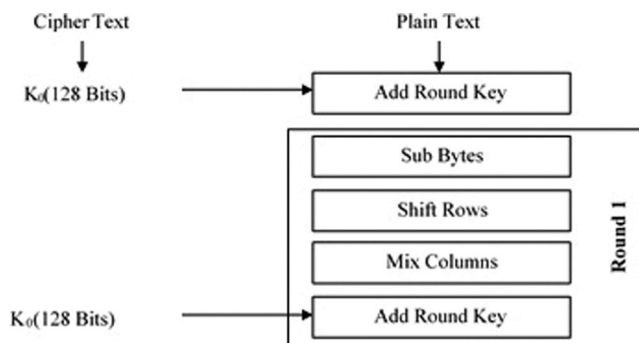 Cipher Text
Plain Text
K₀(128 Bits)
Add Round Key
Sub Bytes
Shift Rows
Mix Columns
Round 1
K₀(128 Bits)
Add Round Key